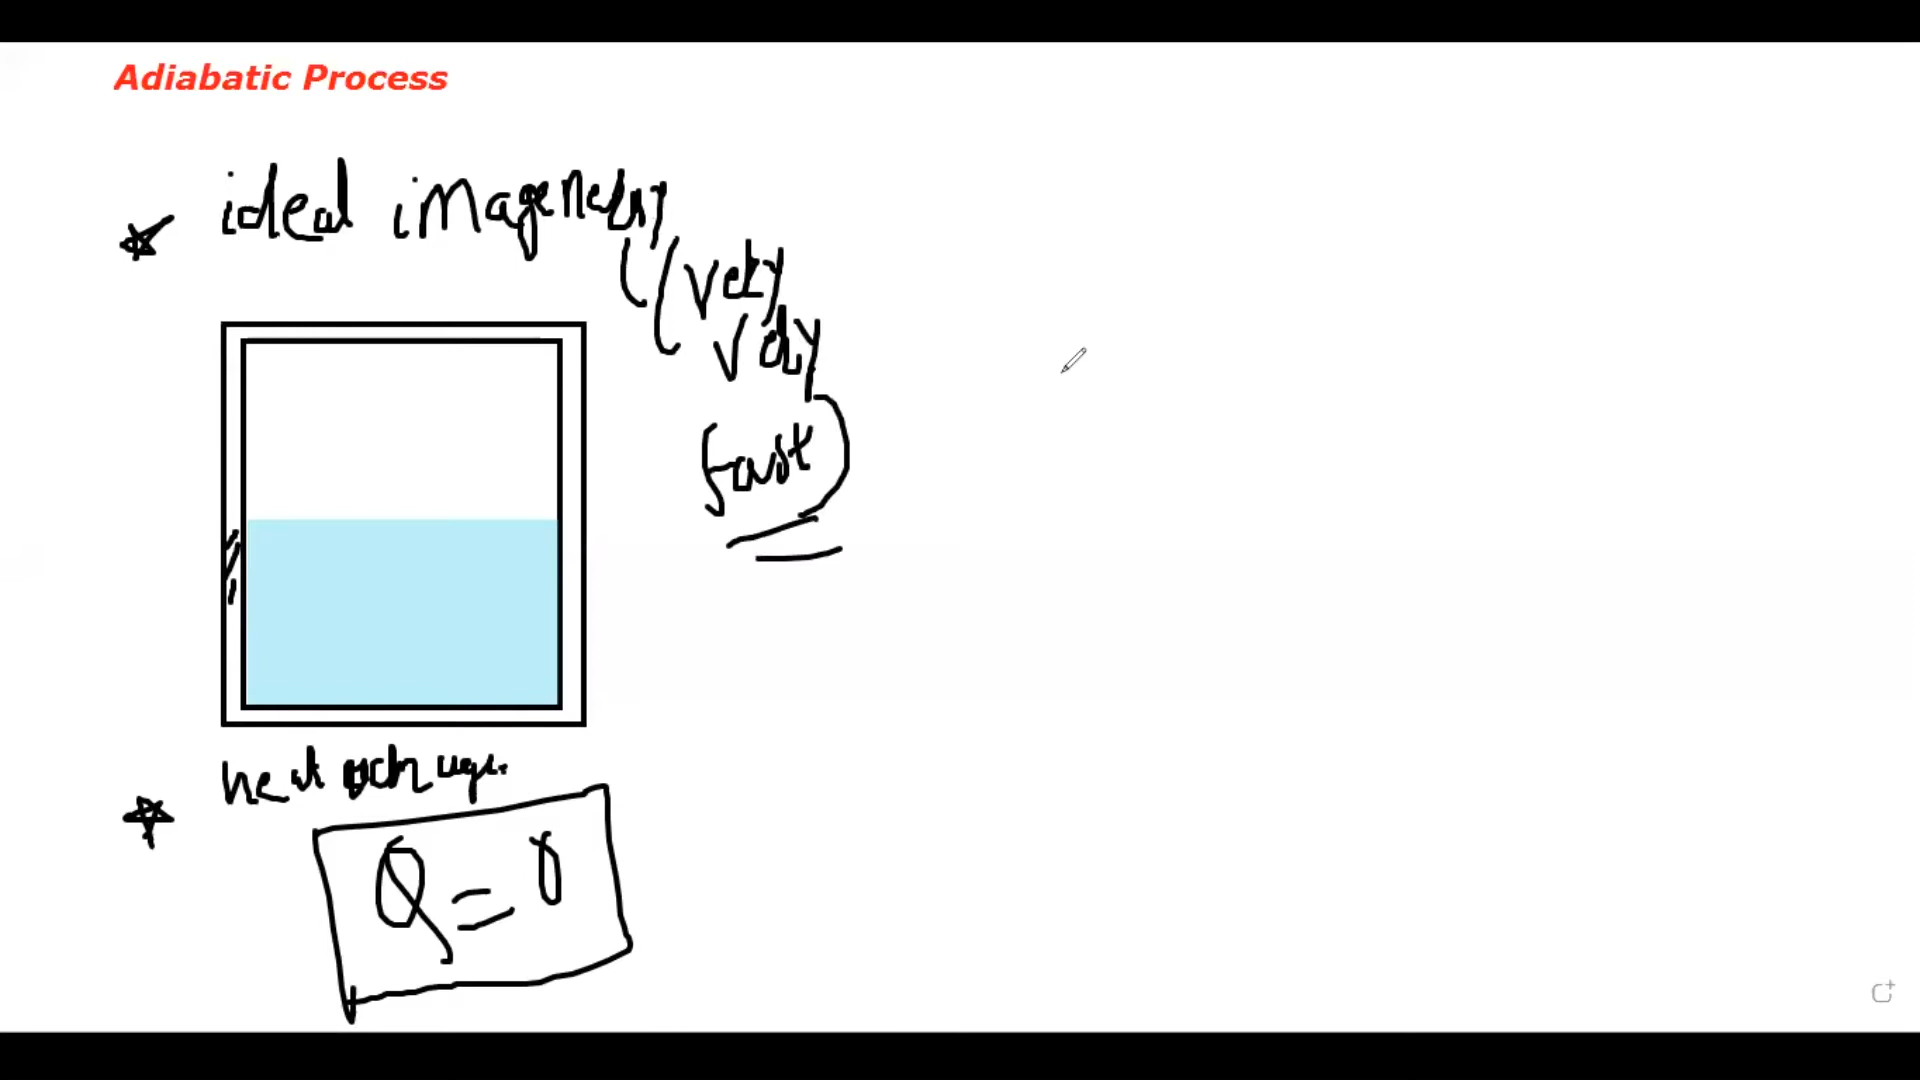 Adiabatic Process
ideal imagenery
(very
very
fast)
heat exchange
Q = 0